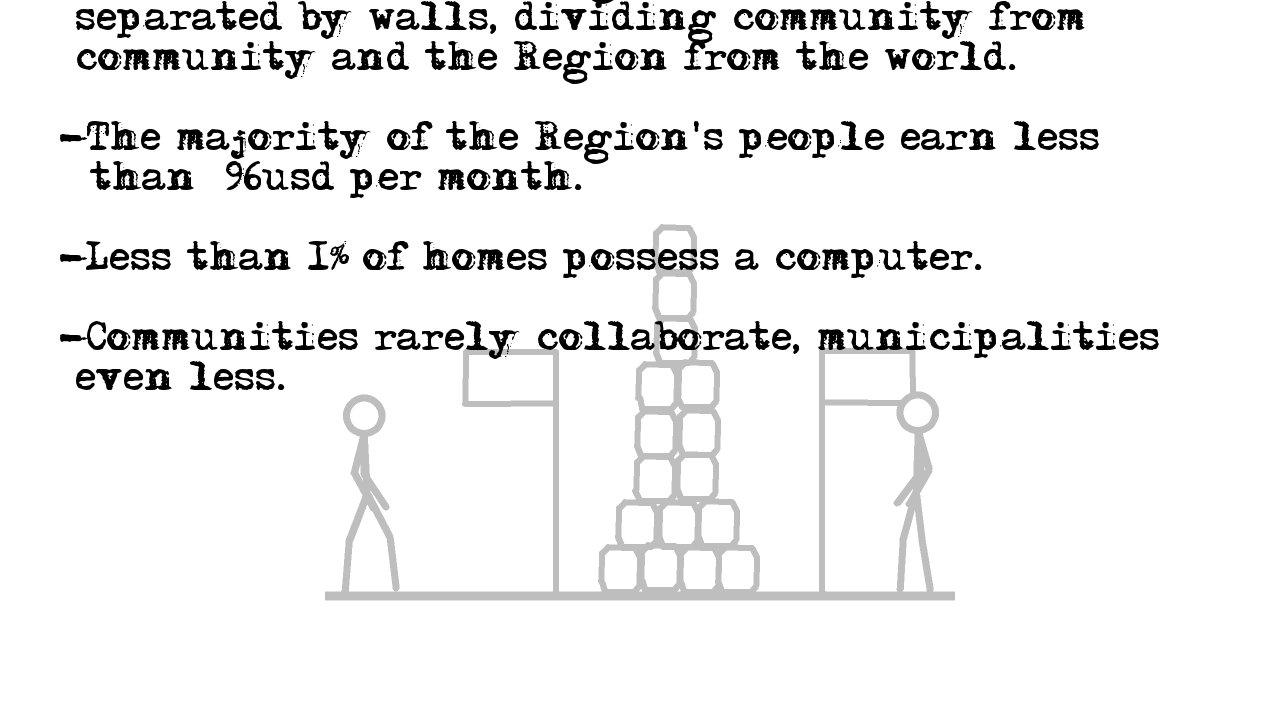 separated by walls, dividing community from
community and the Region from the world.
-The majority of the Region's people earn less
than 96usd per month.
-Less than 1% of homes possess a computer.
-Communities rarely collaborate, municipalities
even less.